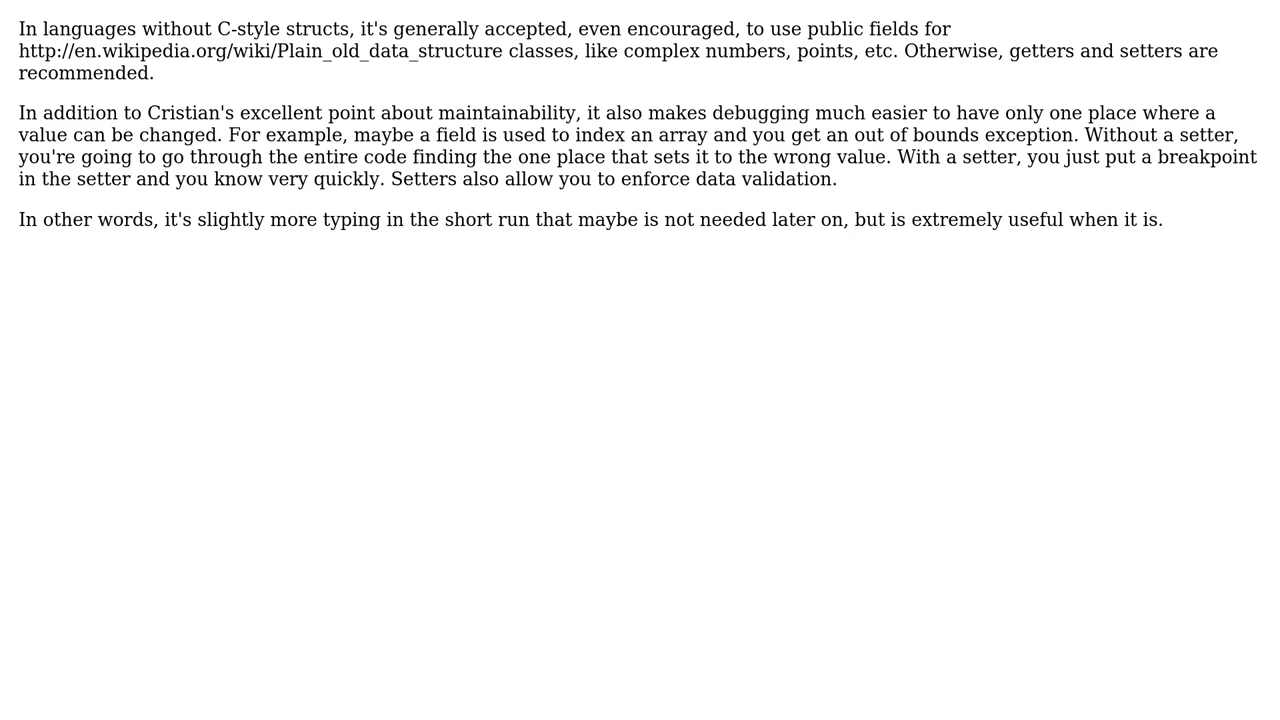 In languages without C-style structs, it's generally accepted, even encouraged, to use public fields for
http://en.wikipedia.org/wiki/Plain_old_data_structure classes, like complex numbers, points, etc. Otherwise, getters and setters are
recommended.
In addition to Cristian's excellent point about maintainability, it also makes debugging much easier to have only one place where a
value can be changed. For example, maybe a field is used to index an array and you get an out of bounds exception. Without a setter,
you're going to go through the entire code finding the one place that sets it to the wrong value. With a setter, you just put a breakpoint
in the setter and you know very quickly. Setters also allow you to enforce data validation.
In other words, it's slightly more typing in the short run that maybe is not needed later on, but is extremely useful when it is.